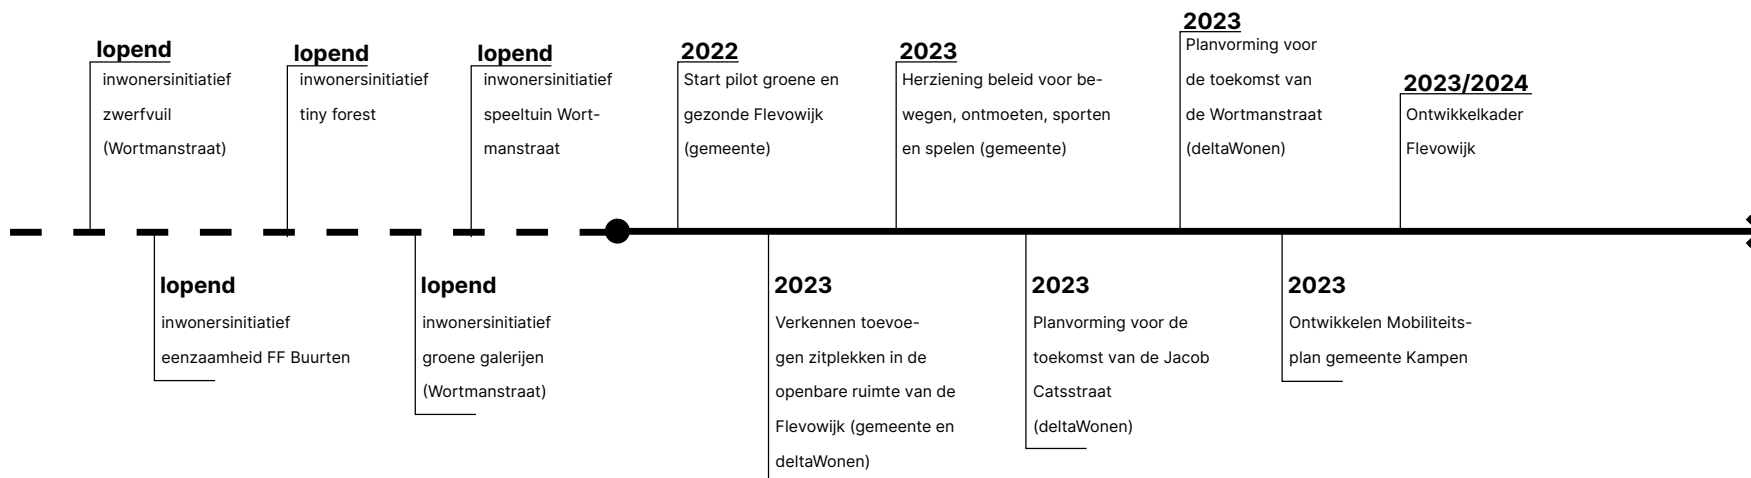 lopend
inwonersinitiatief
zwerfvuil
(Wortmanstraat)
lopend
inwonersinitiatief
tiny forest
lopend
inwonersinitiatief
speeltuin Wort-
manstraat
2022
Start pilot groene en
gezonde Flevowijk
(gemeente)
2023
Herziening beleid voor be-
wegen, ontmoeten, sporten
en spelen (gemeente)
2023
Planvorming voor
de toekomst van
de Wortmanstraat
(deltaWonen)
2023/2024
Ontwikkelkader
Flevowijk
lopend
inwonersinitiatief
eenzaamheid FF Buurten
lopend
inwonersinitiatief
groene galerijen
(Wortmanstraat)
2023
Verkennen toevoe-
gen zitplekken in de
openbare ruimte van de
Flevowijk (gemeente en
deltaWonen)
2023
Planvorming voor de
toekomst van de Jacob
Catsstraat
(deltaWonen)
2023
Ontwikkelen Mobiliteits-
plan gemeente Kampen